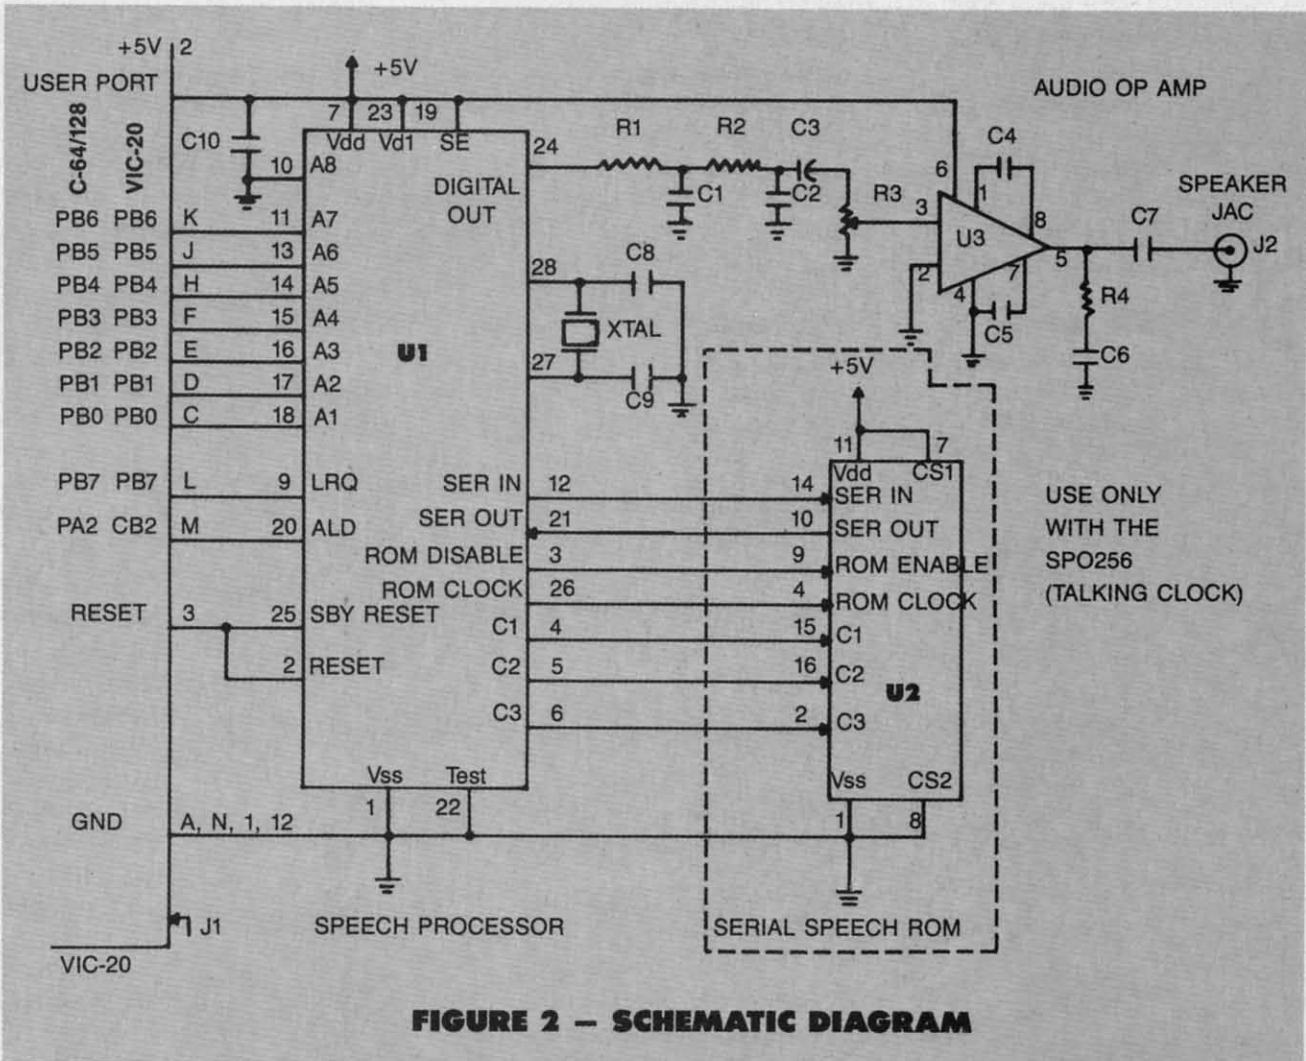 +5V 2
USER PORT
C-64/128 VIC-20
+5V
AUDIO OP AMP
7 23 19
Vdd Vd1 SE
C10
10 A8
24
DIGITAL
OUT
R1 R2 C3
C1 C2
R3
C4
6
1
3
8
U3
2
7
5
4
C5
C7
SPEAKER
JAC
J2
R4
C6
PB6 PB6 K 11 A7
PB5 PB5 J 13 A6
PB4 PB4 H 14 A5
PB3 PB3 F 15 A4
PB2 PB2 E 16 A3
PB1 PB1 D 17 A2
PB0 PB0 C 18 A1
U1
28
C8
XTAL
27
C9
PB7 PB7 L 9 LRQ
PA2 CB2 M 20 ALD
RESET 3 25 SBY RESET
2 RESET
SER IN 12
SER OUT 21
ROM DISABLE 3
ROM CLOCK 26
C1 4
C2 5
C3 6
+5V
11 7
Vdd CS1
14 SER IN
10 SER OUT
9 ROM ENABLE
4 ROM CLOCK
15 C1
16 C2
U2
2 C3
Vss CS2
1 8
USE ONLY
WITH THE
SPO256
(TALKING CLOCK)
Vss Test
1 22
GND A, N, 1, 12
J1
VIC-20
SPEECH PROCESSOR
SERIAL SPEECH ROM
FIGURE 2 – SCHEMATIC DIAGRAM